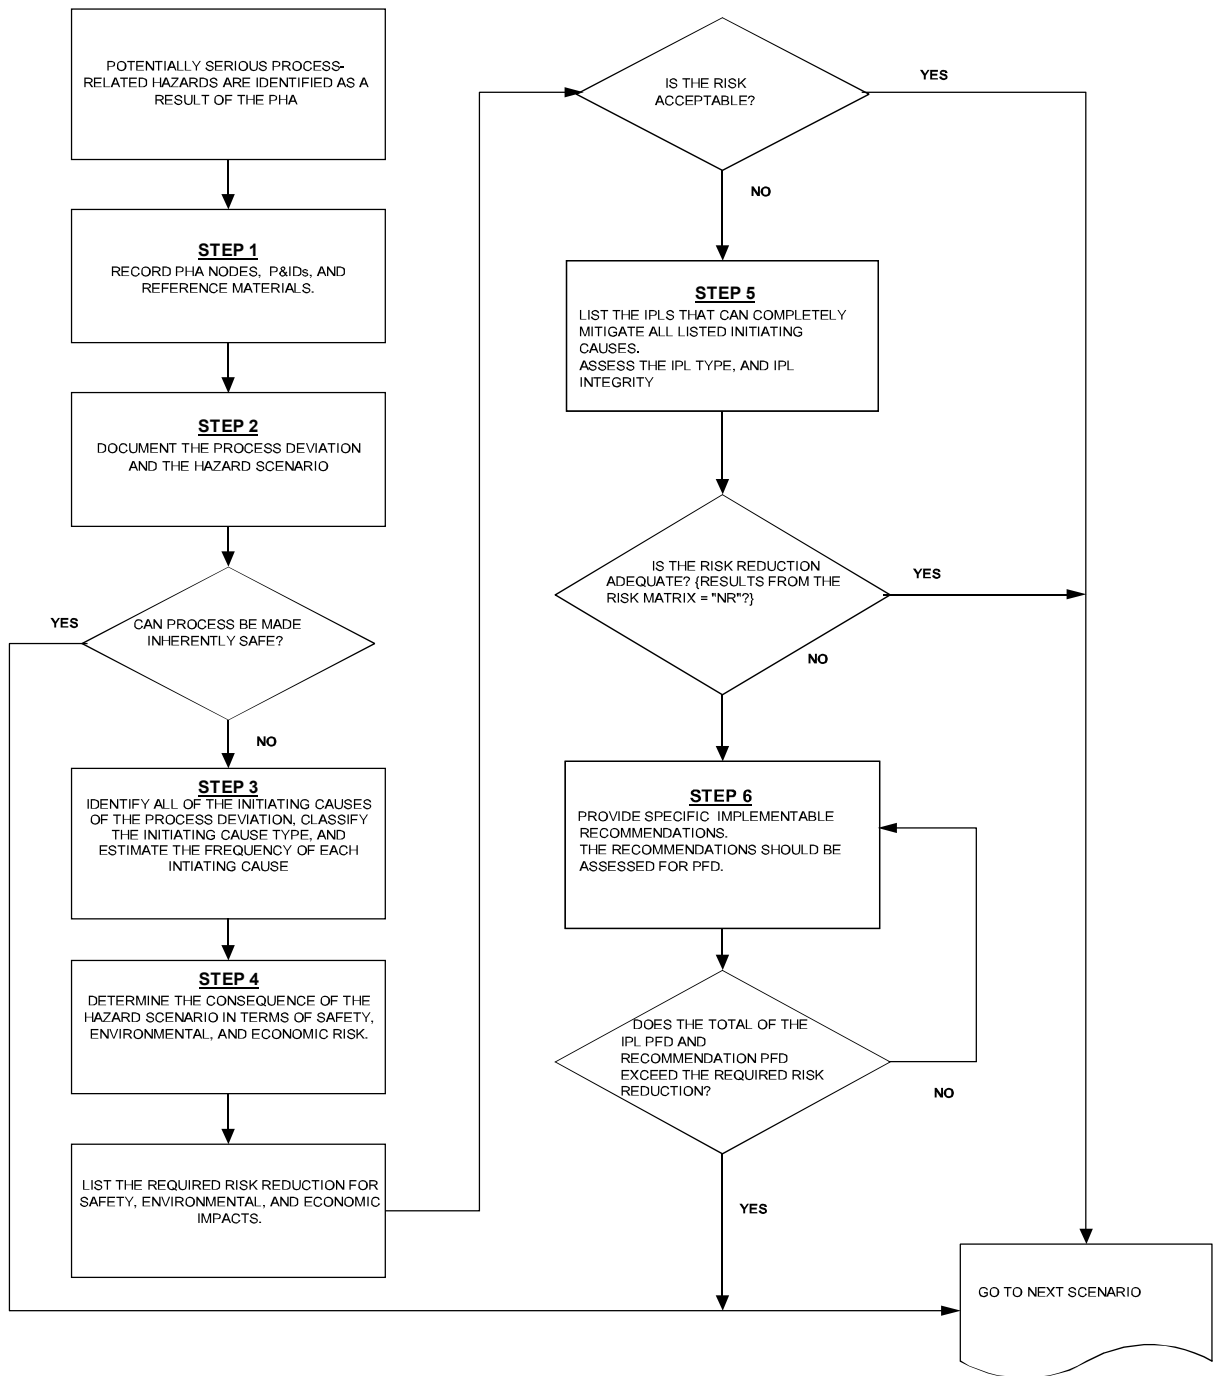 POTENTIALLY SERIOUS PROCESS-
RELATED HAZARDS ARE IDENTIFIED AS A
RESULT OF THE PHA
STEP 1
RECORD PHA NODES, P&IDs, AND
REFERENCE MATERIALS.
STEP 2
DOCUMENT THE PROCESS DEVIATION
AND THE HAZARD SCENARIO
YES
CAN PROCESS BE MADE
INHERENTLY SAFE?
NO
STEP 3
IDENTIFY ALL OF THE INITIATING CAUSES
OF THE PROCESS DEVIATION, CLASSIFY
THE INITIATING CAUSE TYPE, AND
ESTIMATE THE FREQUENCY OF EACH
INTIATING CAUSE
STEP 4
DETERMINE THE CONSEQUENCE OF THE
HAZARD SCENARIO IN TERMS OF SAFETY,
ENVIRONMENTAL, AND ECONOMIC RISK.
LIST THE REQUIRED RISK REDUCTION FOR
SAFETY, ENVIRONMENTAL, AND ECONOMIC
IMPACTS.
IS THE RISK
ACCEPTABLE?
YES
NO
STEP 5
LIST THE IPLS THAT CAN COMPLETELY
MITIGATE ALL LISTED INITIATING
CAUSES.
ASSESS THE IPL TYPE, AND IPL
INTEGRITY
IS THE RISK REDUCTION
ADEQUATE? {RESULTS FROM THE
RISK MATRIX = "NR"?}
YES
NO
STEP 6
PROVIDE SPECIFIC IMPLEMENTABLE
RECOMMENDATIONS.
THE RECOMMENDATIONS SHOULD BE
ASSESSED FOR PFD.
DOES THE TOTAL OF THE
IPL PFD AND
RECOMMENDATION PFD
EXCEED THE REQUIRED RISK
REDUCTION?
NO
YES
GO TO NEXT SCENARIO